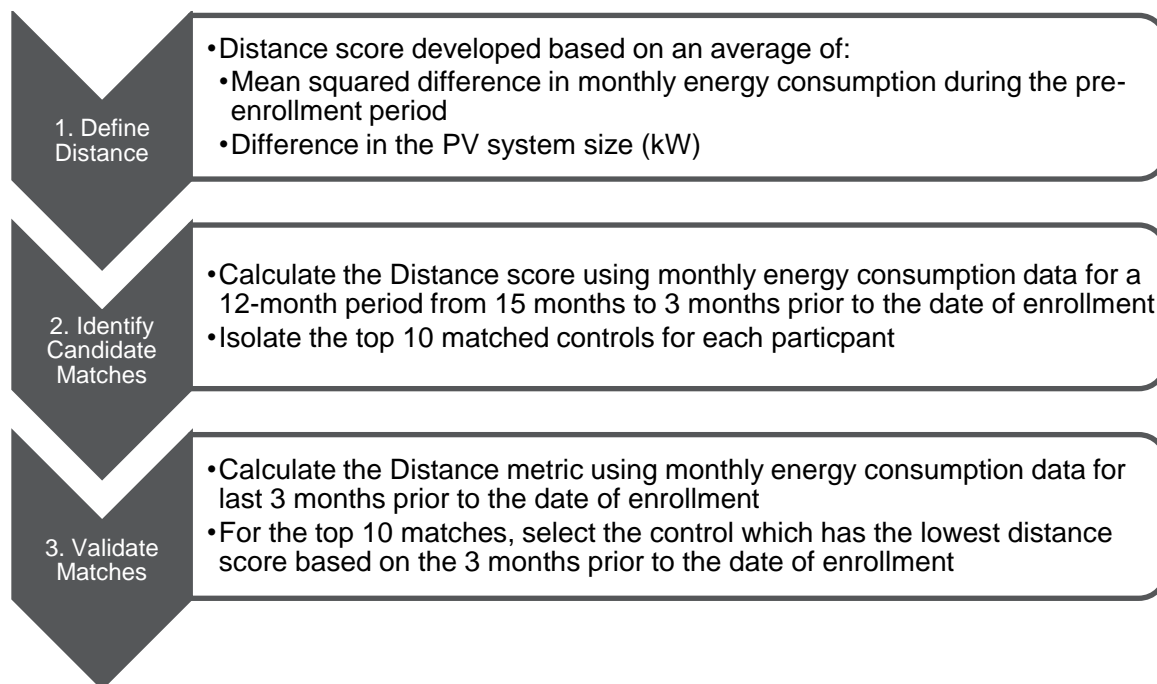 1. Define
Distance
•Distance score developed based on an average of:
•Mean squared difference in monthly energy consumption during the pre-
enrollment period
•Difference in the PV system size (kW)
2. Identify
Candidate
Matches
•Calculate the Distance score using monthly energy consumption data for a
12-month period from 15 months to 3 months prior to the date of enrollment
•Isolate the top 10 matched controls for each particpant
3. Validate
Matches
•Calculate the Distance metric using monthly energy consumption data for
last 3 months prior to the date of enrollment
•For the top 10 matches, select the control which has the lowest distance
score based on the 3 months prior to the date of enrollment